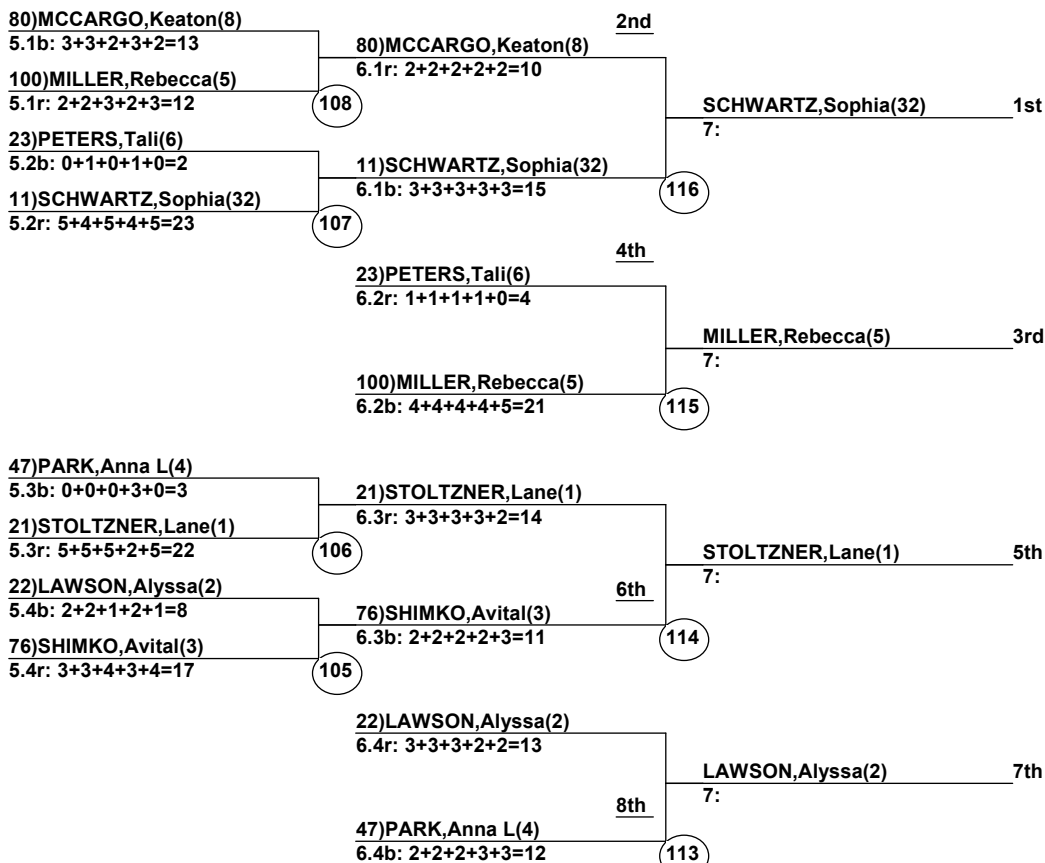 80)MCCARGO,Keaton(8)
5.1b: 3+3+2+3+2=13
100)MILLER,Rebecca(5)
5.1r: 2+2+3+2+3=12
108
23)PETERS,Tali(6)
5.2b: 0+1+0+1+0=2
11)SCHWARTZ,Sophia(32)
5.2r: 5+4+5+4+5=23
107
2nd
80)MCCARGO,Keaton(8)
6.1r: 2+2+2+2+2=10
11)SCHWARTZ,Sophia(32)
6.1b: 3+3+3+3+3=15
116
SCHWARTZ,Sophia(32) 1st
7:
4th
23)PETERS,Tali(6)
6.2r: 1+1+1+1+0=4
100)MILLER,Rebecca(5)
6.2b: 4+4+4+4+5=21
115
MILLER,Rebecca(5) 3rd
7:
47)PARK,Anna L(4)
5.3b: 0+0+0+3+0=3
21)STOLTZNER,Lane(1)
5.3r: 5+5+5+2+5=22
106
22)LAWSON,Alyssa(2)
5.4b: 2+2+1+2+1=8
76)SHIMKO,Avital(3)
5.4r: 3+3+4+3+4=17
105
21)STOLTZNER,Lane(1)
6.3r: 3+3+3+3+2=14
6th
76)SHIMKO,Avital(3)
6.3b: 2+2+2+2+3=11
114
STOLTZNER,Lane(1) 5th
7:
22)LAWSON,Alyssa(2)
6.4r: 3+3+3+2+2=13
8th
47)PARK,Anna L(4)
6.4b: 2+2+2+3+3=12
113
LAWSON,Alyssa(2) 7th
7: